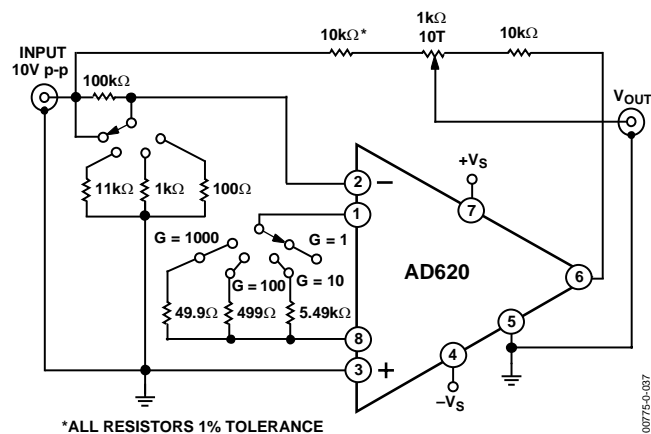 1kΩ
10kΩ*
10T
10kΩ
INPUT
10V p-p
100kΩ
VOUT
+VS
2
–
7
11kΩ
1kΩ
100Ω
1
G = 1
G = 1000
AD620
6
G = 100
G = 10
49.9Ω
499Ω
5.49kΩ
5
8
4
3
+
–VS
*ALL RESISTORS 1% TOLERANCE
00775-0-037